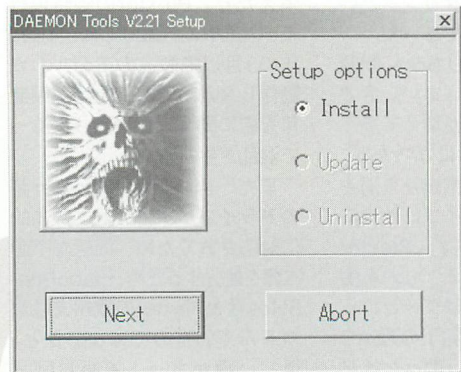 DAEMON Tools V2.21 Setup
Setup options
Install
Update
Uninstall
Next
Abort